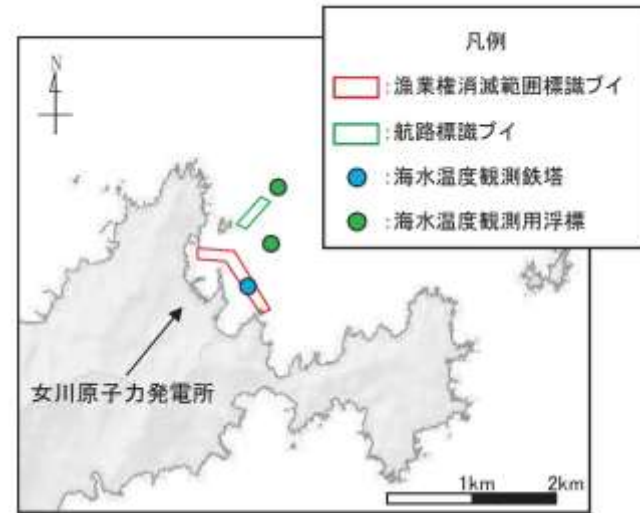 凡例
:漁業権消滅範囲標識ブイ
:航路標識ブイ
:海水温度観測鉄塔
:海水温度観測用浮標
N
女川原子力発電所
1km 2km